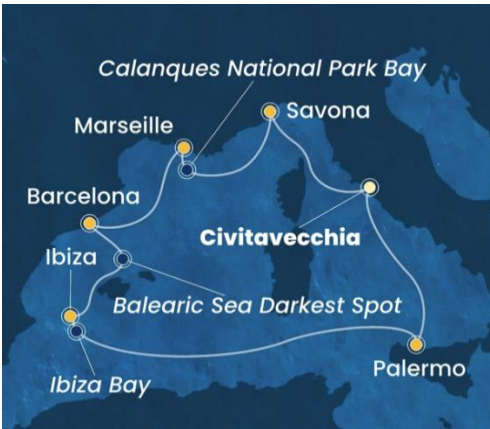 Calanques National Park Bay
Savona
Marseille
Barcelona
Civitavecchia
Ibiza
Balearic Sea Darkest Spot
Palermo
Ibiza Bay